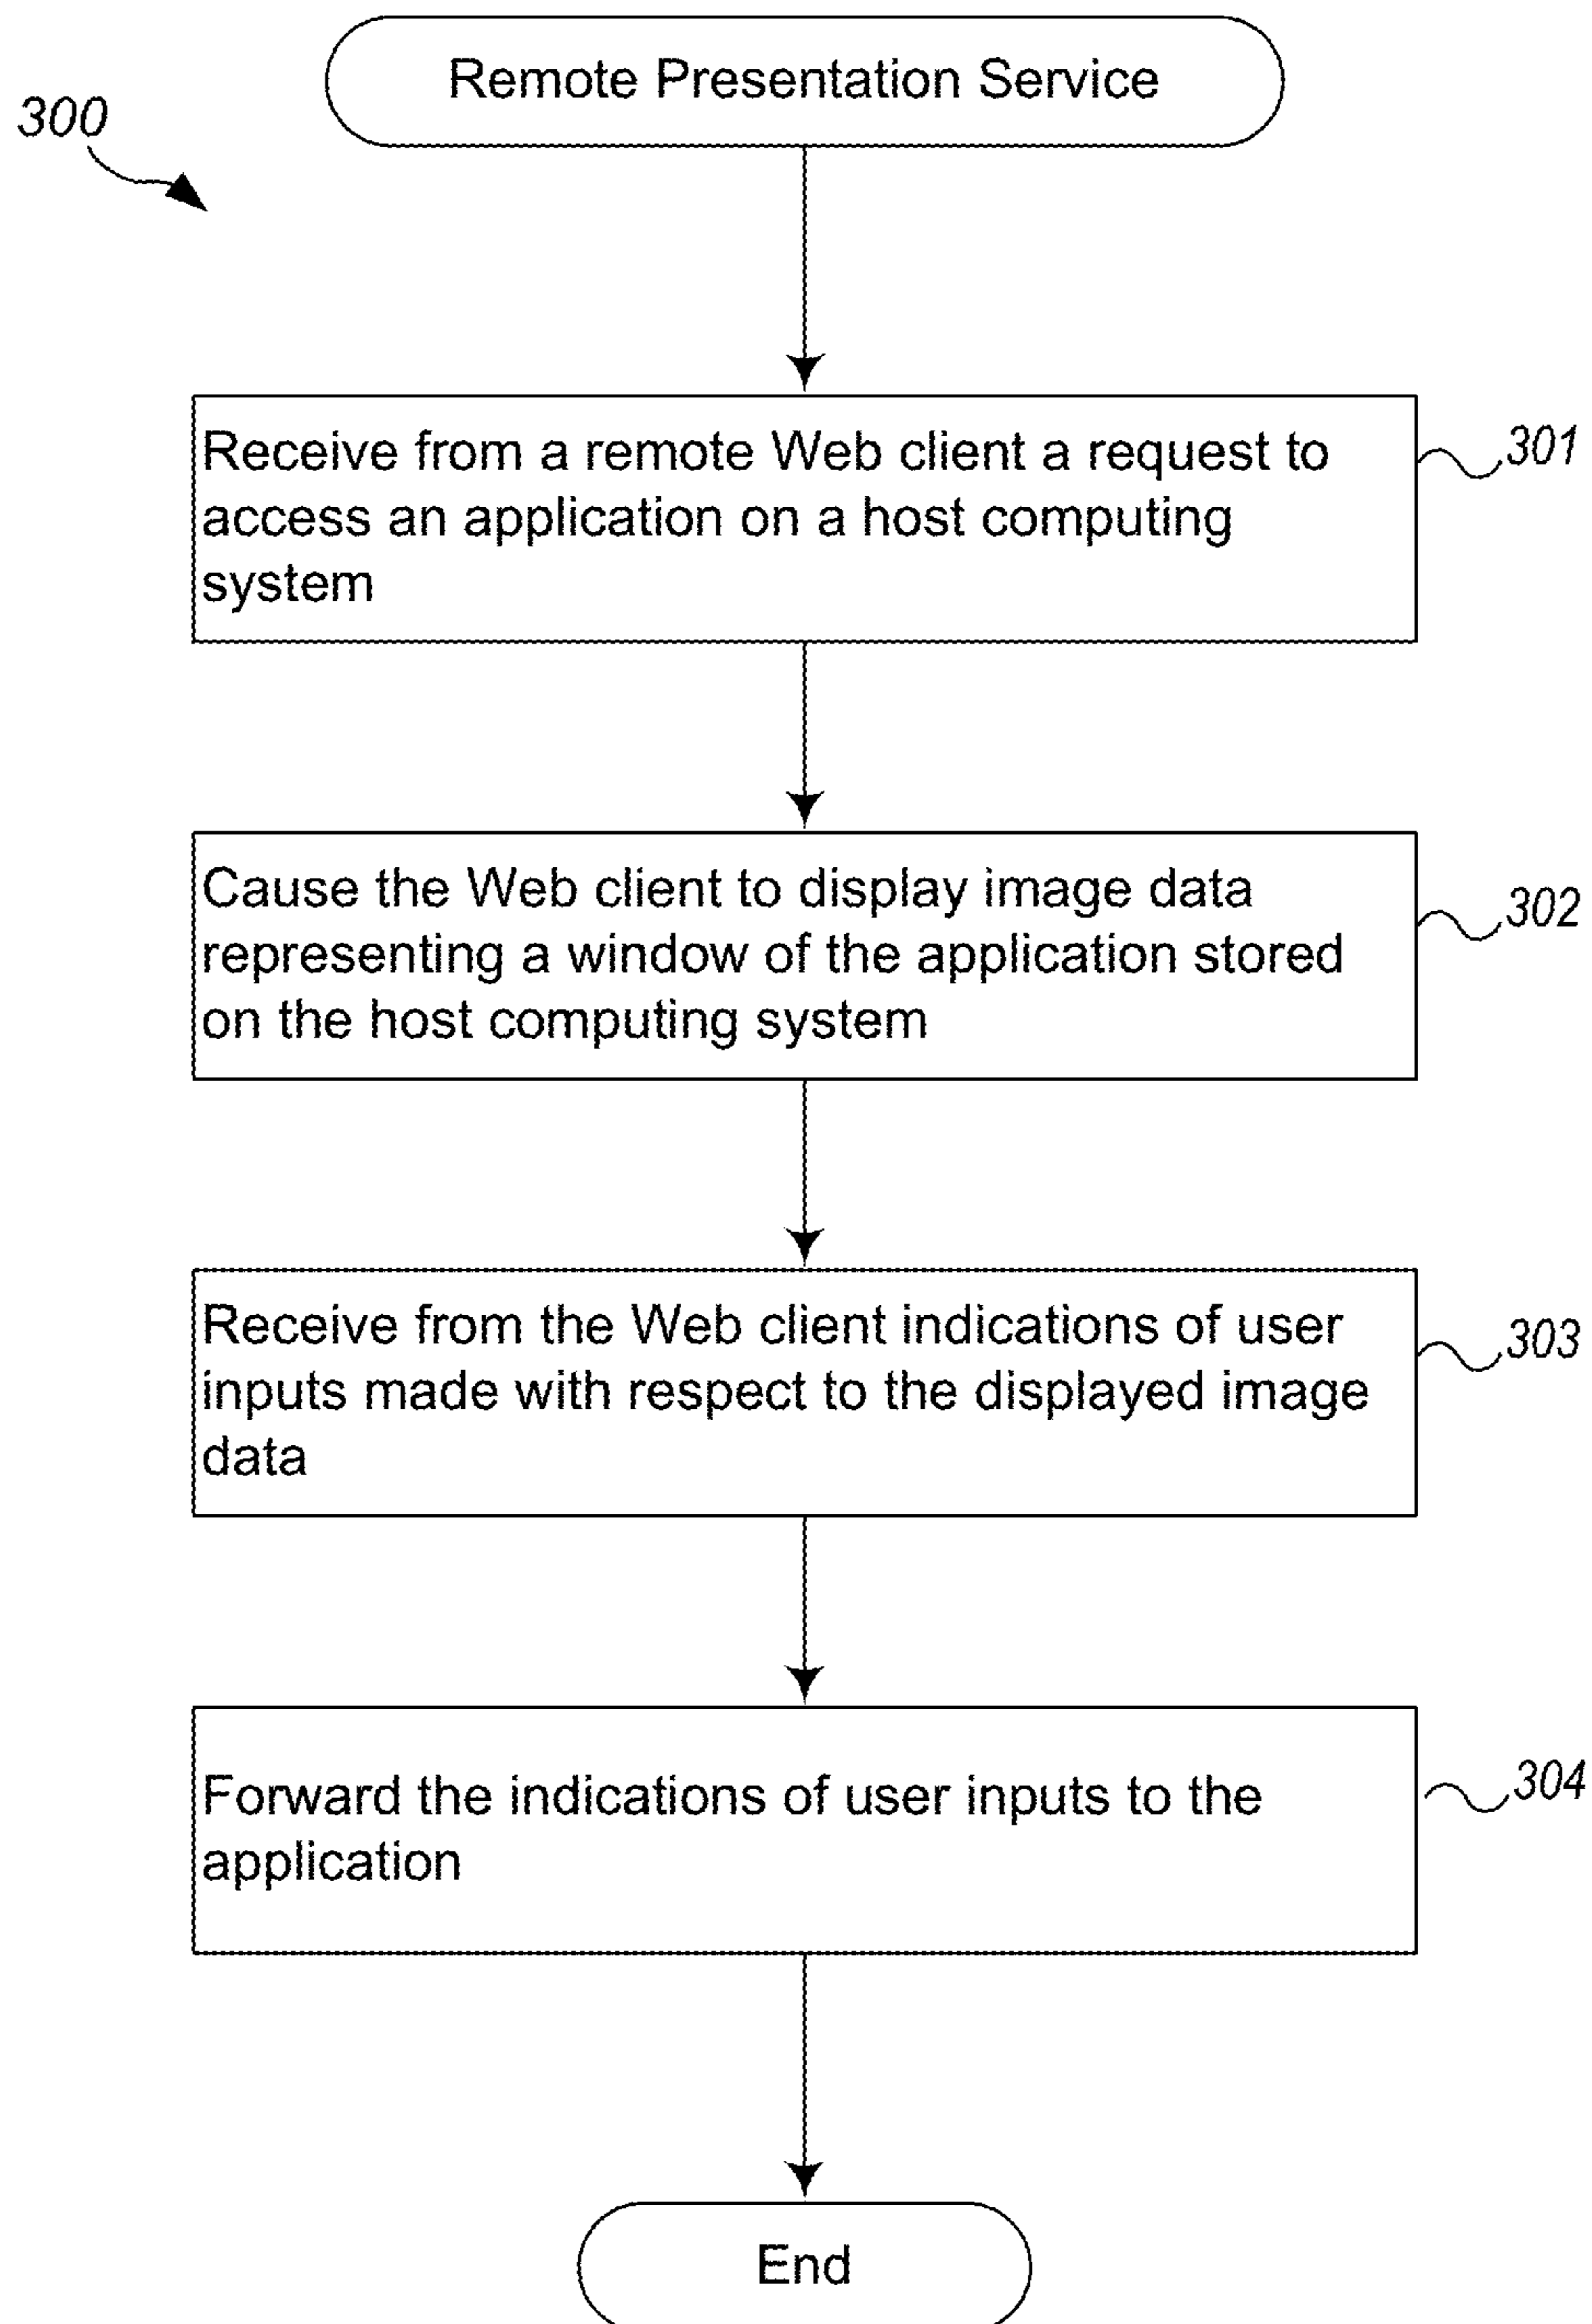 Remote Presentation Service
300
Receive from a remote Web client a request to
access an application on a host computing
system
301
Cause the Web client to display image data
representing a window of the application stored
on the host computing system
302
Receive from the Web client indications of user
inputs made with respect to the displayed image
data
303
Forward the indications of user inputs to the
application
304
End